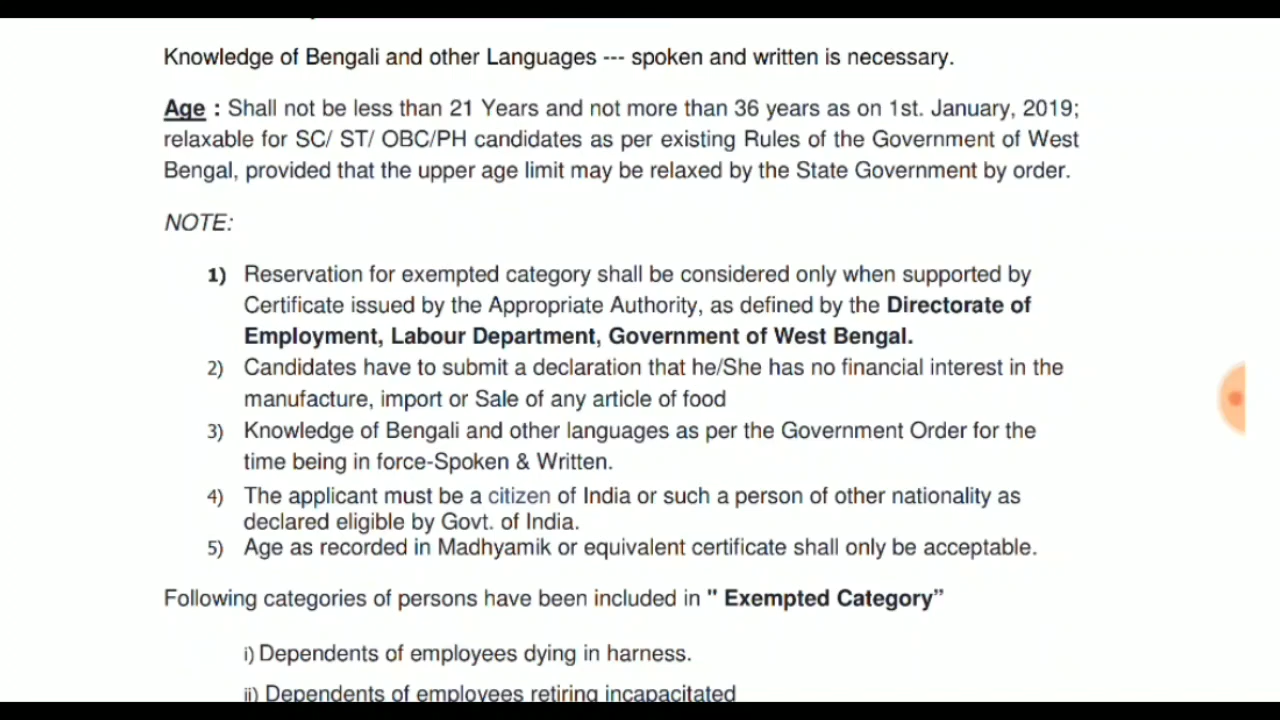 Knowledge of Bengali and other Languages --- spoken and written is necessary.
Age : Shall not be less than 21 Years and not more than 36 years as on 1st. January, 2019;
relaxable for SC/ ST/ OBC/PH candidates as per existing Rules of the Government of West
Bengal, provided that the upper age limit may be relaxed by the State Government by order.
NOTE:
1) Reservation for exempted category shall be considered only when supported by
Certificate issued by the Appropriate Authority, as defined by the Directorate of
Employment, Labour Department, Government of West Bengal.
2) Candidates have to submit a declaration that he/She has no financial interest in the
manufacture, import or Sale of any article of food
3) Knowledge of Bengali and other languages as per the Government Order for the
time being in force-Spoken & Written.
4) The applicant must be a citizen of India or such a person of other nationality as
declared eligible by Govt. of India.
5) Age as recorded in Madhyamik or equivalent certificate shall only be acceptable.
Following categories of persons have been included in " Exempted Category”
i) Dependents of employees dying in harness.
ii) Dependents of employees retiring incapacitated